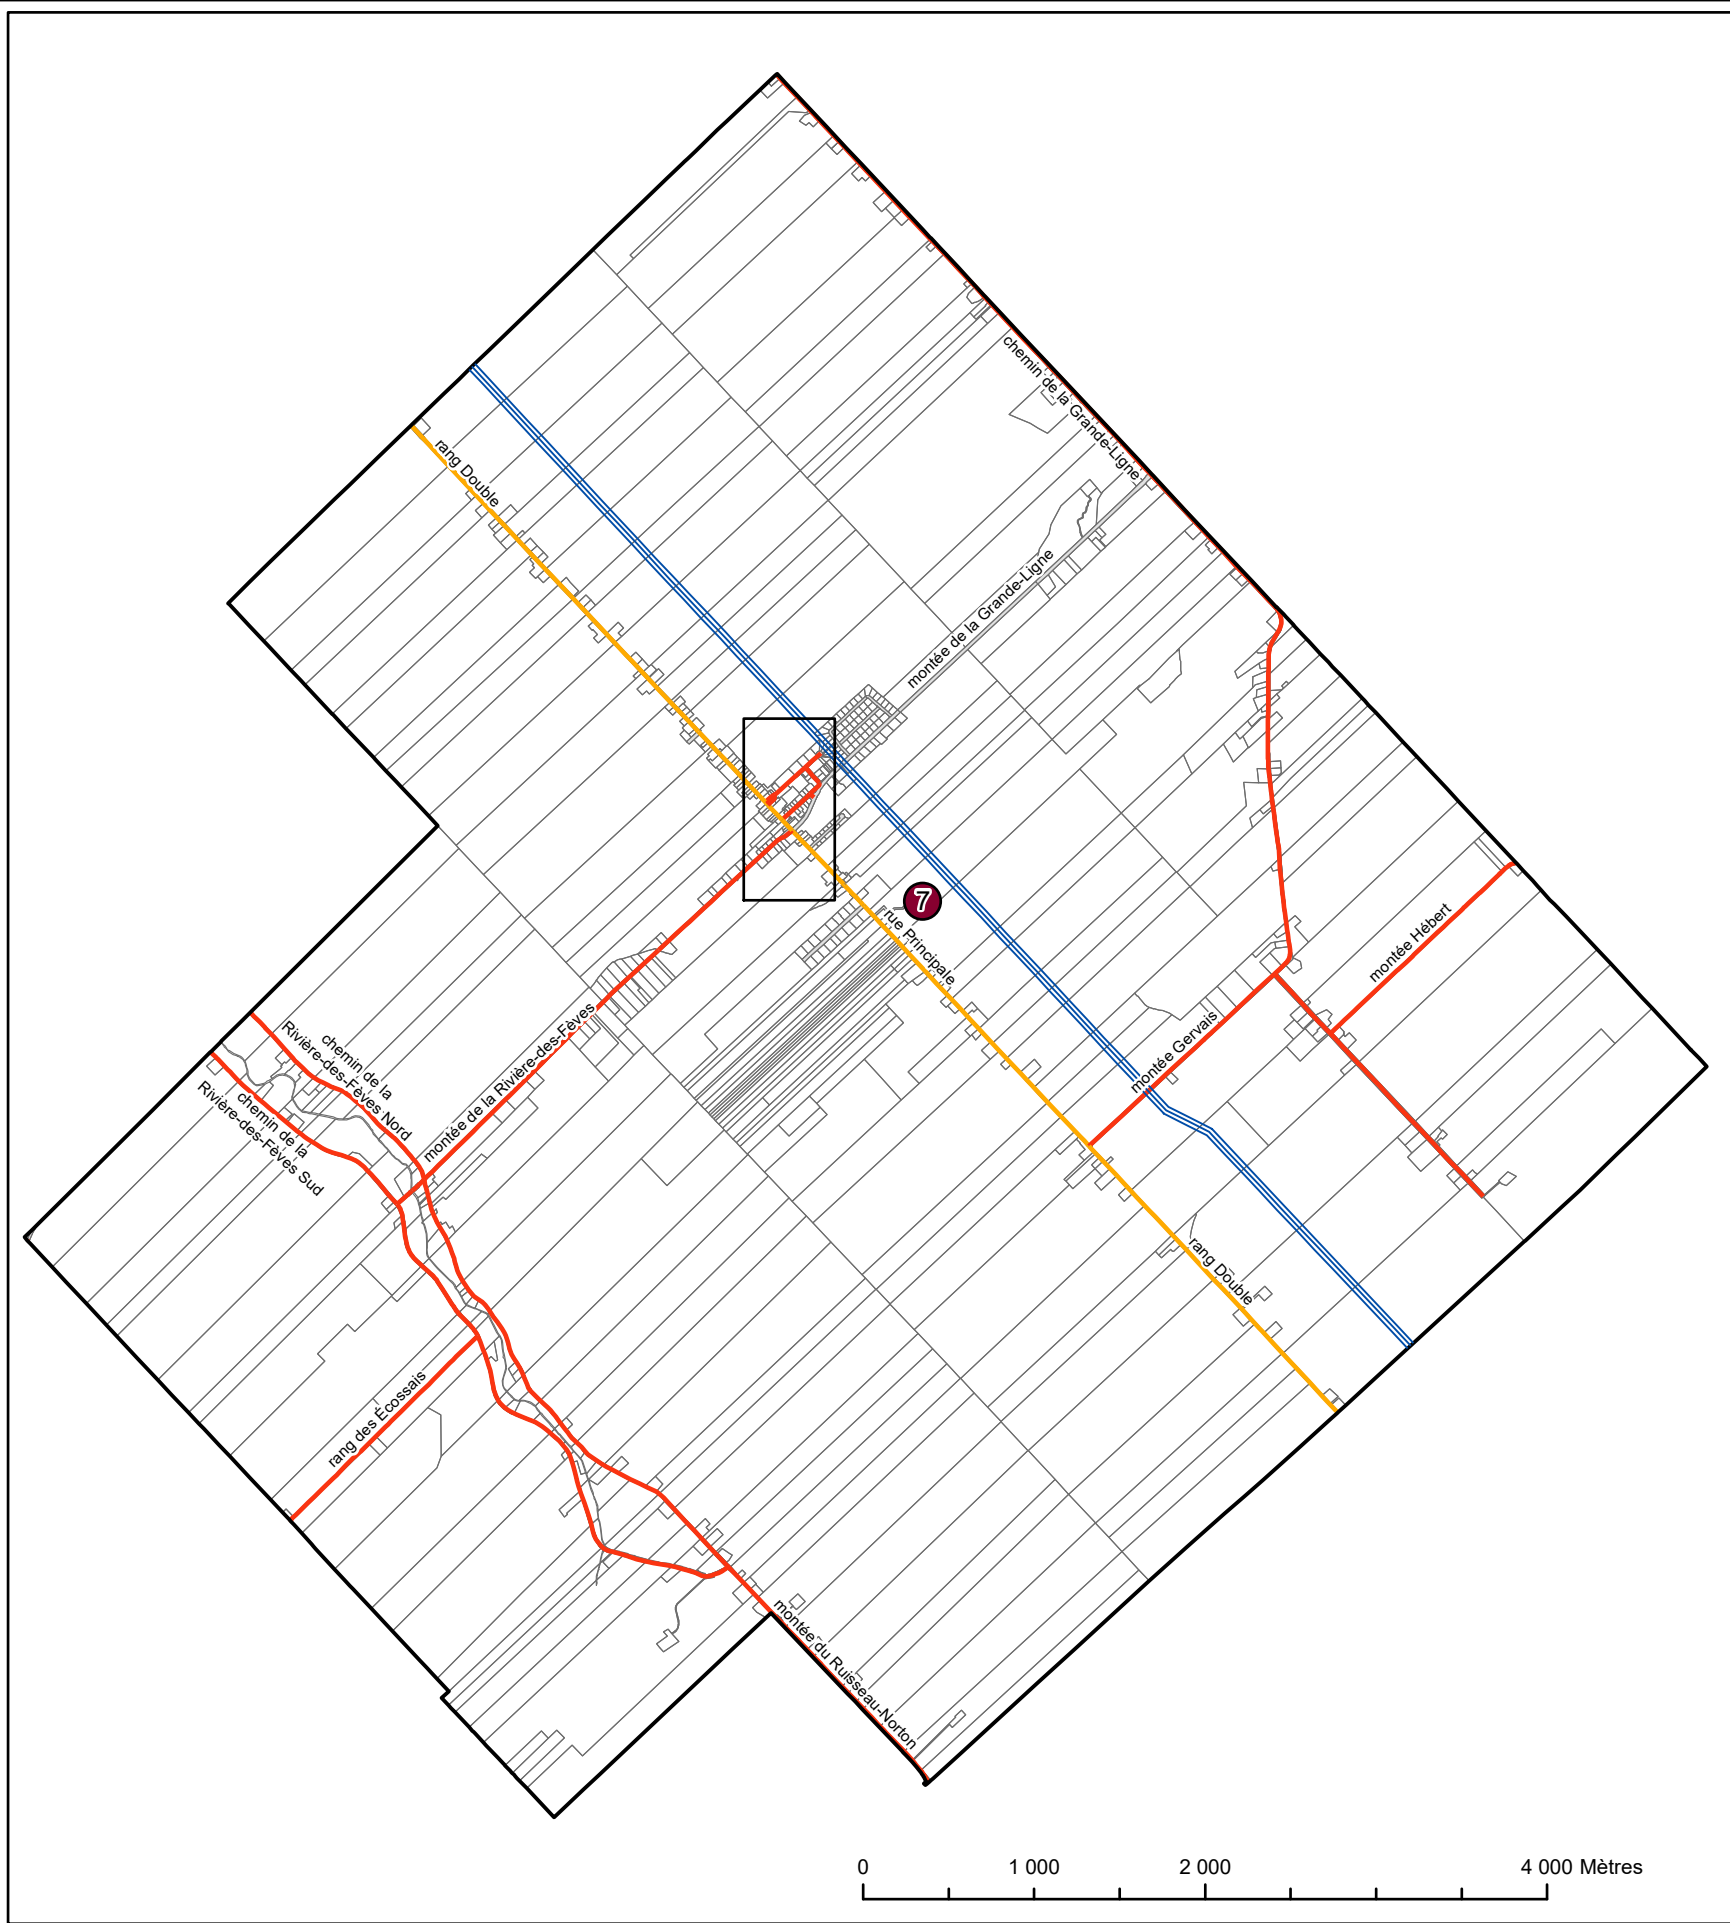 chemin de la Grande-Ligne
rang Double
montée de la Grande-Ligne
7
rue Principale
montée Hébert
montée Gervais
montée de la Rivière-des-Fèves
chemin de la
Rivière-des-Fèves Nord
chemin de la
Rivière-des-Fèves Sud
rang Double
rang des Écossais
montée du Ruisseau-Norton
0 1 000 2 000 4 000 Mètres